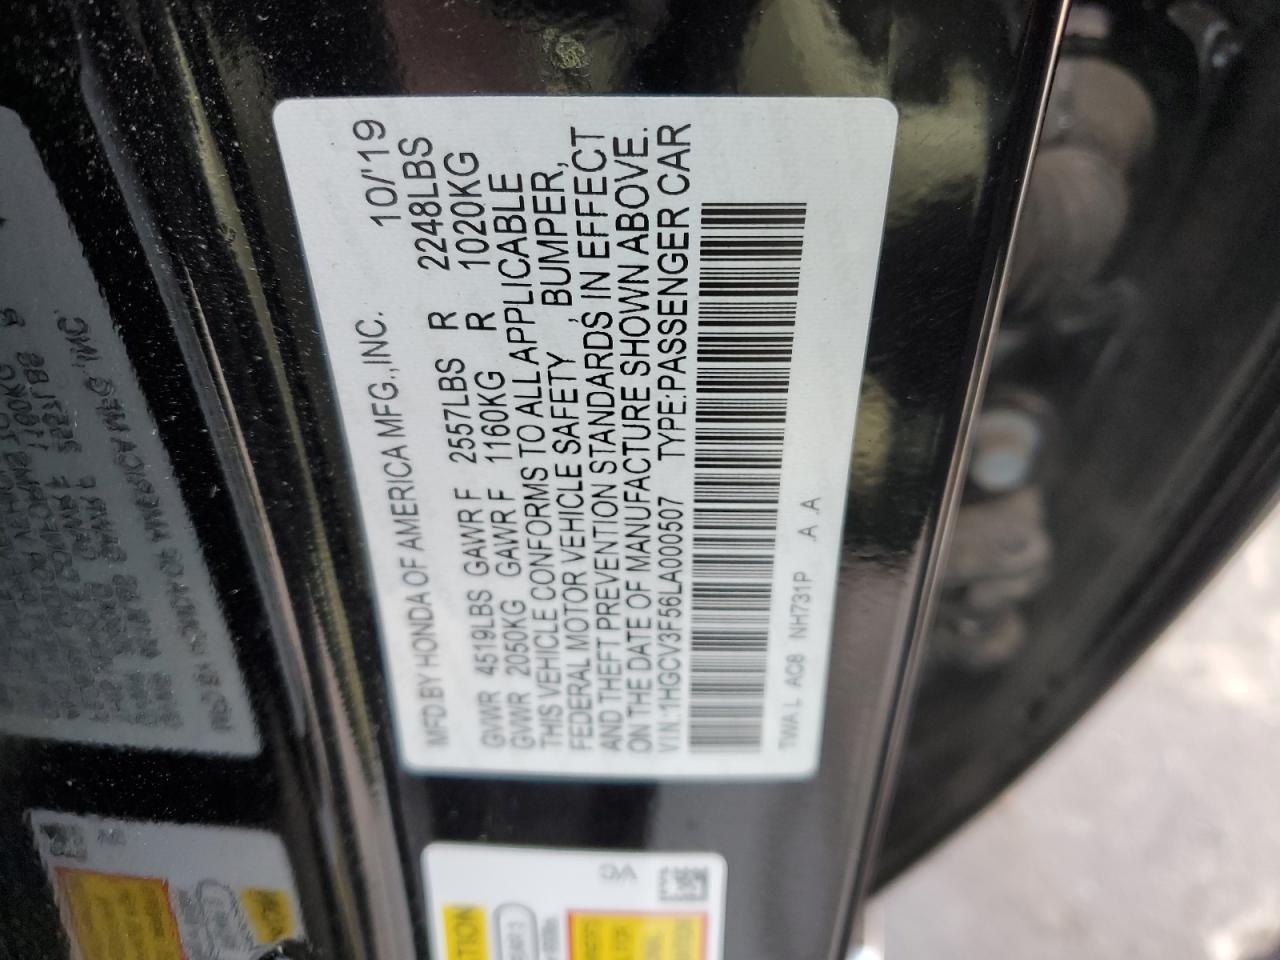 MFD.BY HONDA OF AMERICA MFG.,INC. 10/'19
GVWR 4519LBS GAWR F 2557LBS R 2248LBS
GWR 2050KG GAWR F 1160KG R 1020KG
THIS VEHICLE CONFORMS TO ALL APPLICABLE
FEDERAL MOTOR VEHICLE SAFETY , BUMPER,
AND THEFT PREVENTION STANDARDS IN EFFECT
ON THE DATE OF MANUFACTURE SHOWN ABOVE.
V.I.N.:1HGCV3F56LA000507 TYPE:PASSENGER CAR
TWA L AC8 NH731P A .A